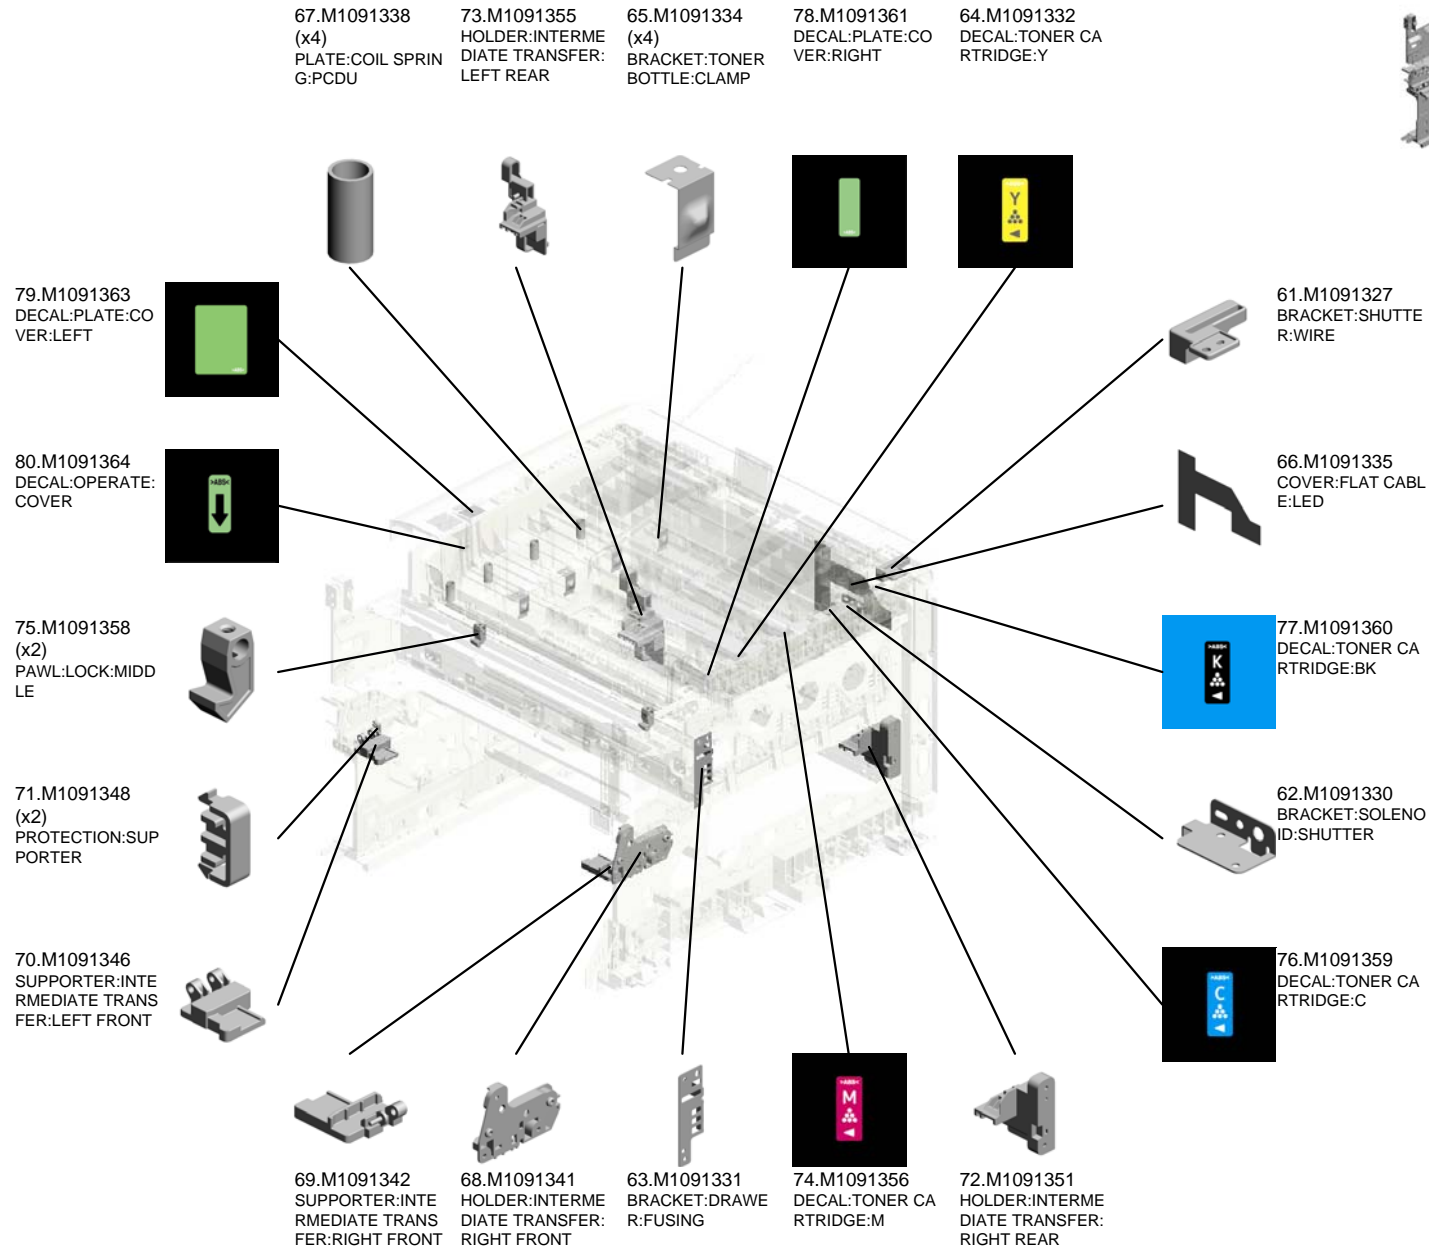 67.M1091338
(x4)
PLATE:COIL SPRIN
G:PCDU
73.M1091355
HOLDER:INTERME
DIATE TRANSFER:
LEFT REAR
65.M1091334
(x4)
BRACKET:TONER
BOTTLE:CLAMP
78.M1091361
DECAL:PLATE:CO
VER:RIGHT
64.M1091332
DECAL:TONER CA
RTRIDGE:Y
Y
79.M1091363
DECAL:PLATE:CO
VER:LEFT
61.M1091327
BRACKET:SHUTTE
R:WIRE
80.M1091364
DECAL:OPERATE:
COVER
>ABS<
66.M1091335
COVER:FLAT CABL
E:LED
75.M1091358
(x2)
PAWL:LOCK:MIDD
LE
77.M1091360
DECAL:TONER CA
RTRIDGE:BK
>ABS<
K
71.M1091348
(x2)
PROTECTION:SUP
PORTER
62.M1091330
BRACKET:SOLENO
ID:SHUTTER
70.M1091346
SUPPORTER:INTE
RMEDIATE TRANS
FER:LEFT FRONT
76.M1091359
DECAL:TONER CA
RTRIDGE:C
>ABS<
C
>ABS<
M
69.M1091342
SUPPORTER:INTE
RMEDIATE TRANS
FER:RIGHT FRONT
68.M1091341
HOLDER:INTERME
DIATE TRANSFER:
RIGHT FRONT
63.M1091331
BRACKET:DRAWE
R:FUSING
74.M1091356
DECAL:TONER CA
RTRIDGE:M
72.M1091351
HOLDER:INTERME
DIATE TRANSFER:
RIGHT REAR